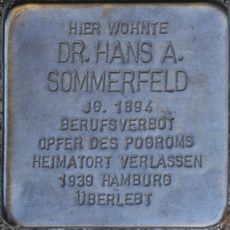 HIER WOHNTE
DR. HANS A.
SOMMERFELD
JG. 1894
BERUFSVERBOT
OPFER DES POGROMS
HEIMATORT VERLASSEN
1939 HAMBURG
ÜBERLEBT